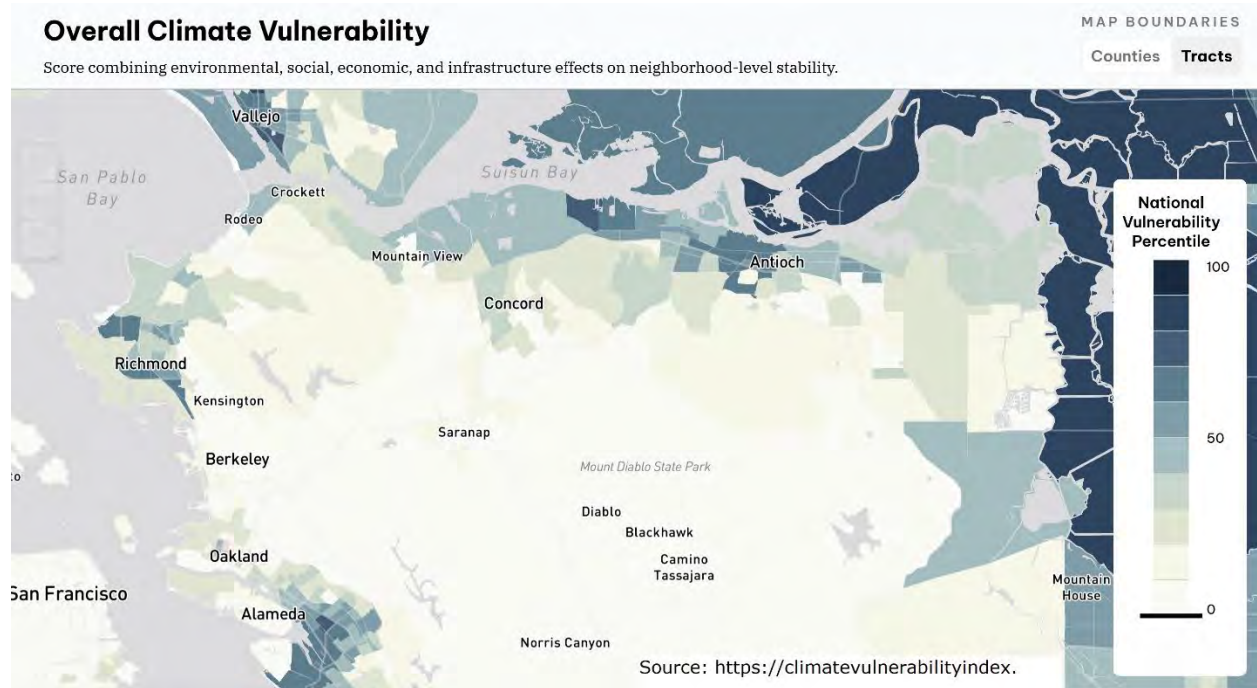 Overall Climate Vulnerability
Score combining environmental, social, economic, and infrastructure effects on neighborhood-level stability.
MAP BOUNDARIES
Counties Tracts
Vallejo
San Pablo
Bay
Crockett
Suisun Bay
Rodeo
Mountain View
Antioch
Concord
Richmond
Kensington
Saranap
Berkeley
Mount Diablo State Park
to
Diablo
Blackhawk
Oakland
Camino
Tassajara
San Francisco
Alameda
Mountain
House
Norris Canyon
National
Vulnerability
Percentile
100
50
0
Source: https://climatevulnerabilityindex.